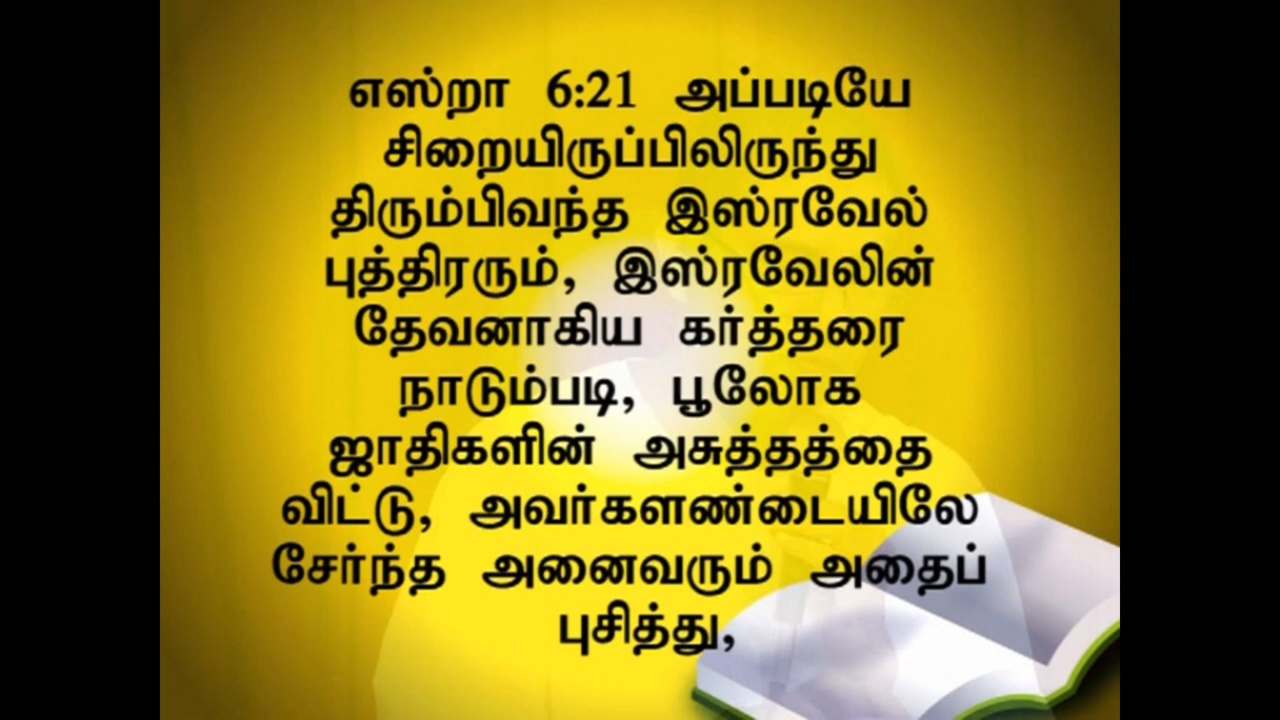 எஸ்றா 6:21 அப்படியே
சிறையிருப்பிலிருந்து
திரும்பிவந்த இஸ்ரவேல்
புத்திரரும், இஸ்ரவேலின்
தேவனாகிய கர்த்தரை
நாடும்படி, பூலோக
ஜாதிகளின் அசுத்தத்தை
விட்டு, அவர்களண்டையிலே
சேர்ந்த அனைவரும் அதைப்
புசித்து,